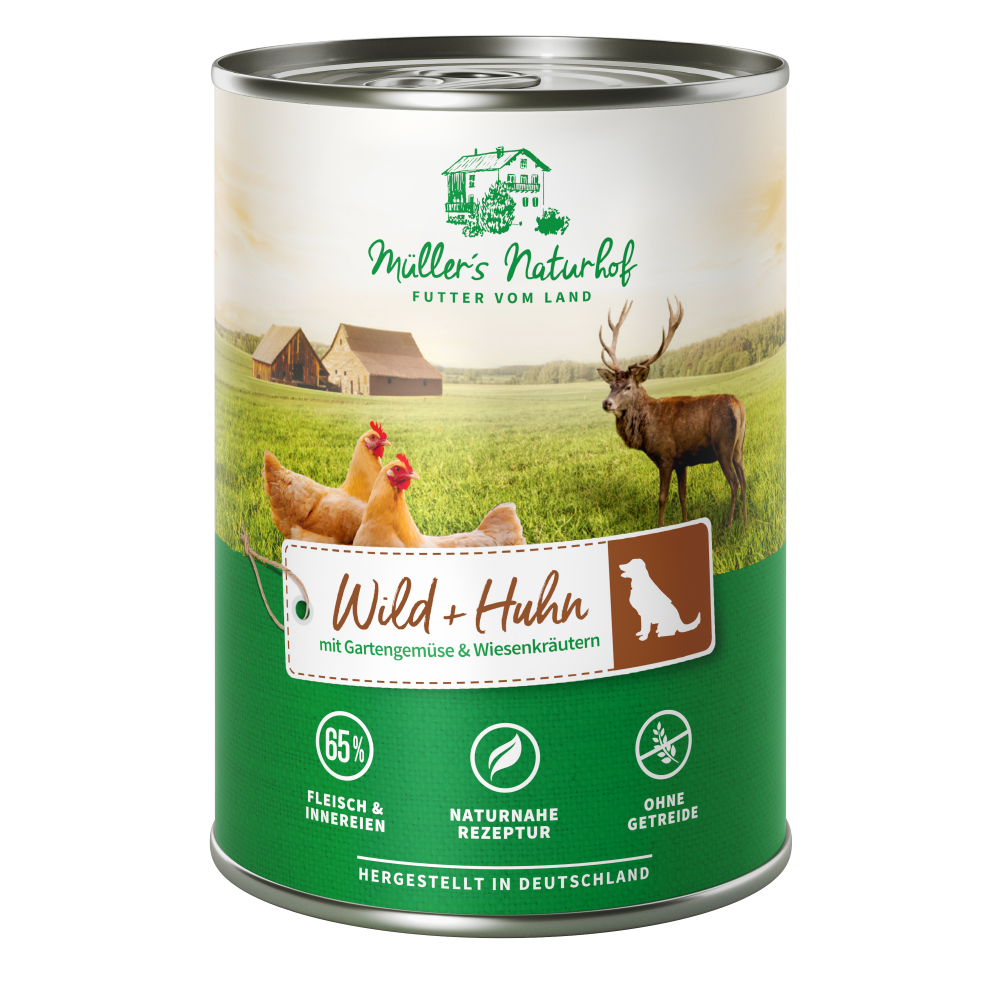 Müller's Naturhof
FUTTER VOM LAND
Wild + Huhn
mit Gartengemüse & Wiesenkräutern
65%
FLEISCH &
INNEREIEN
NATURNAHE
REZEPTUR
OHNE
GETREIDE
HERGESTELLT IN DEUTSCHLAND